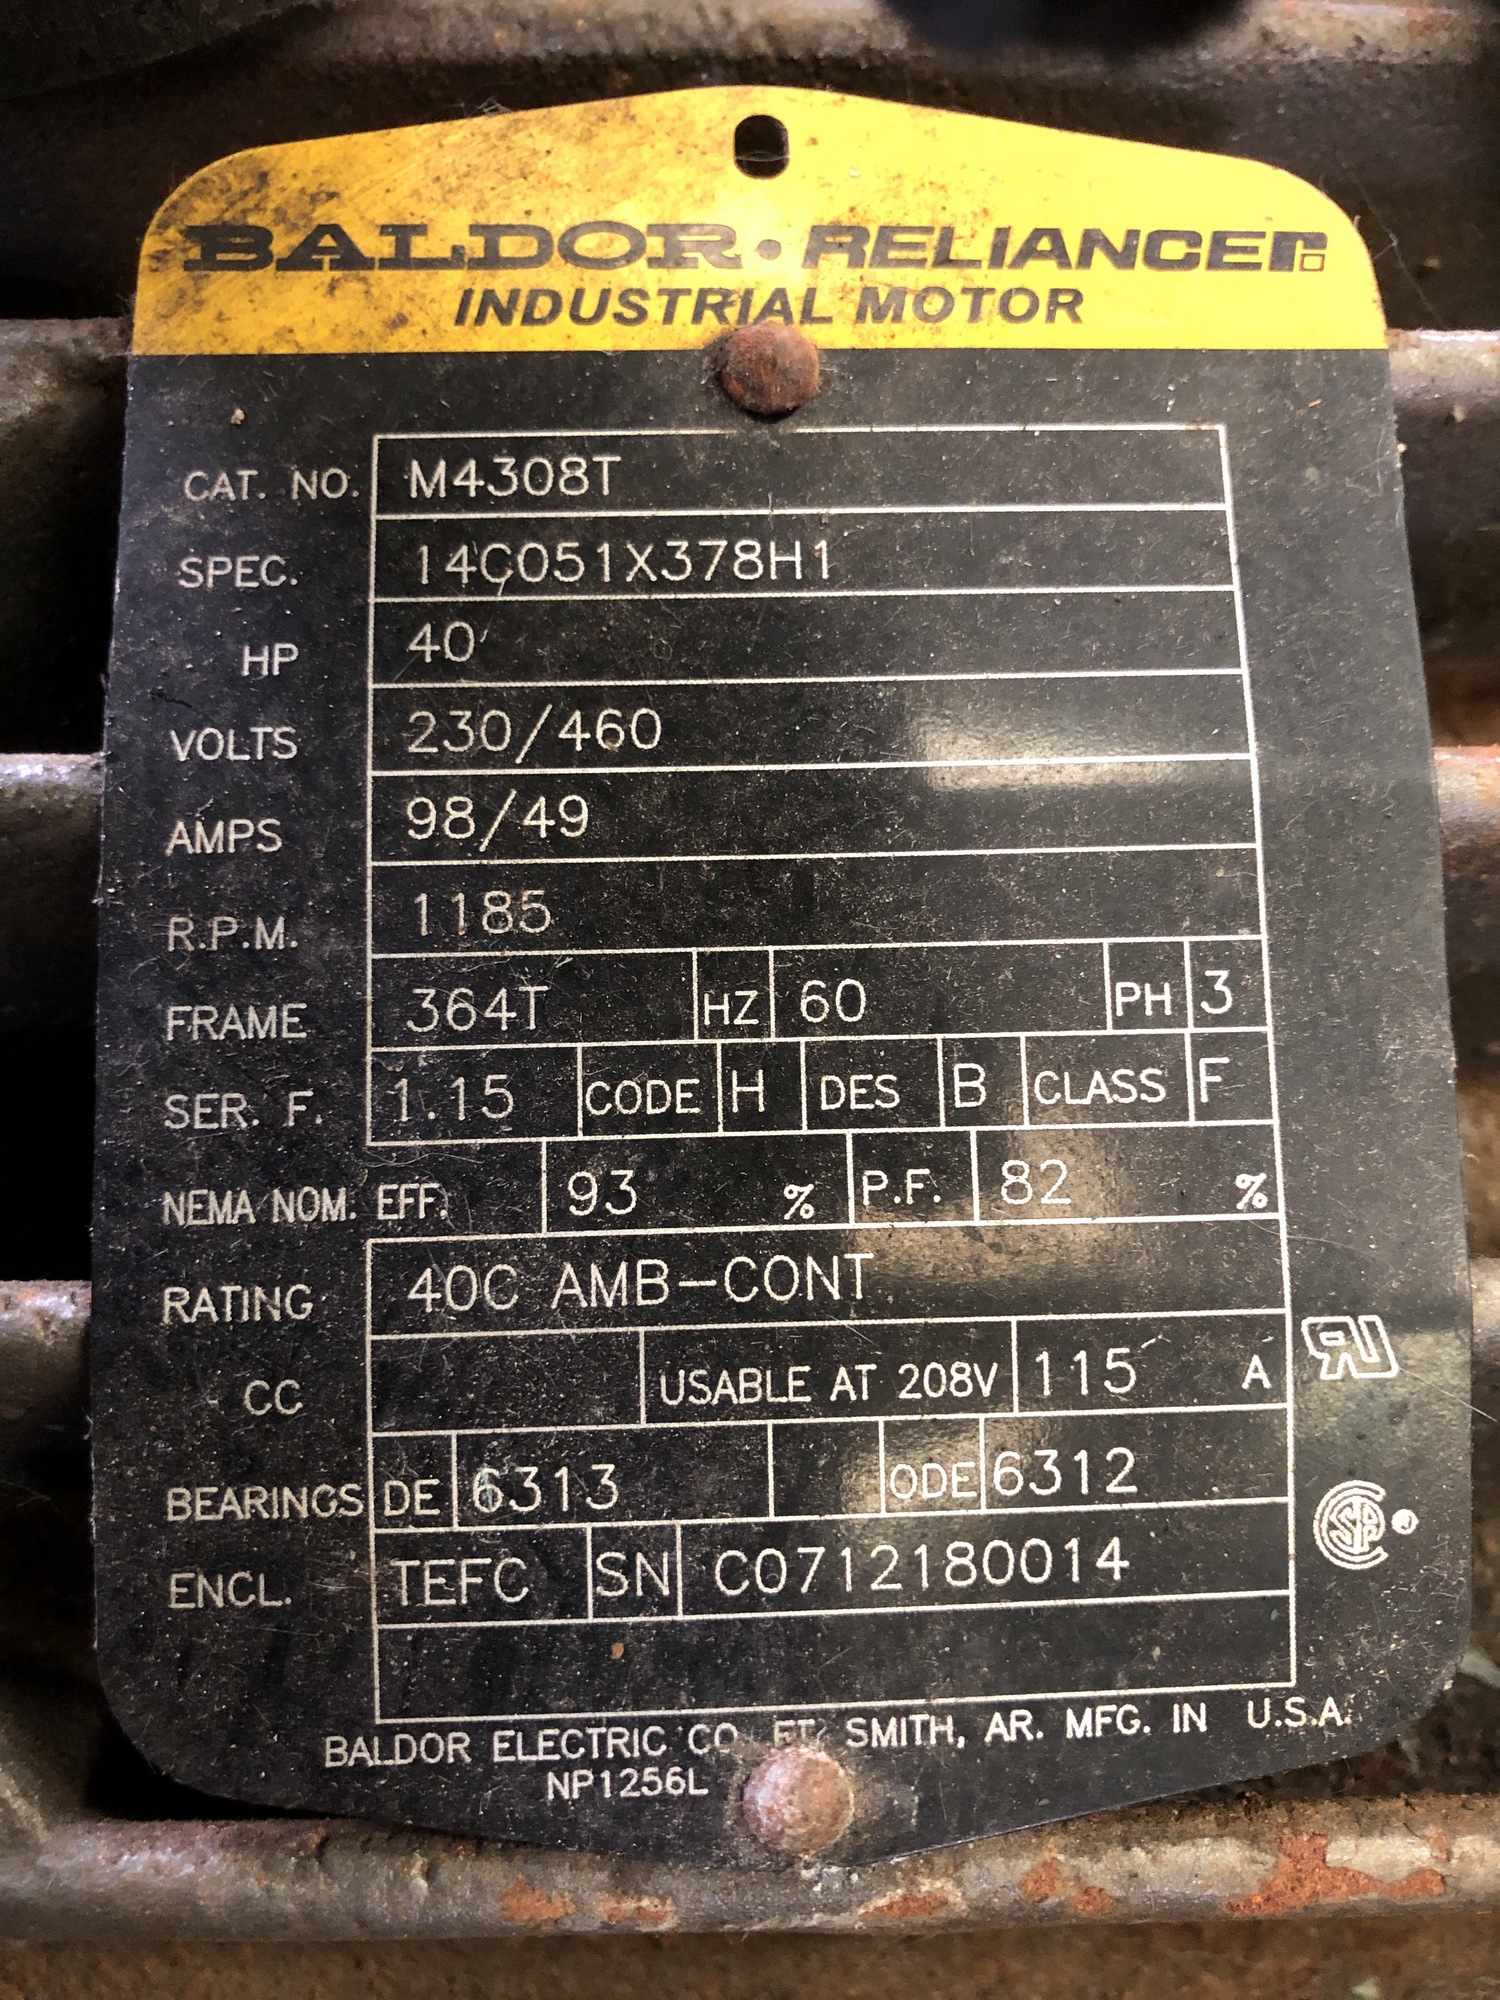 BALDOR • RELIANCE
INDUSTRIAL MOTOR
CAT. NO. M4308T
SPEC. 14C051X378H1
HP 40
VOLTS 230/460
AMPS 98/49
R.P.M. 1185
FRAME 364T HZ 60 PH 3
SER. F. 1.15 CODE H DES B CLASS F
NEMA NOM. EFF. 93 % P.F. 82 %
RATING 40C AMB-CONT
CC USABLE AT 208V 115 A
BEARINGS DE 6313 ODE 6312
ENCL. TEFC SN C0712180014
BALDOR ELECTRIC CO. FT. SMITH, AR. MFG. IN U.S.A.
NP1256L